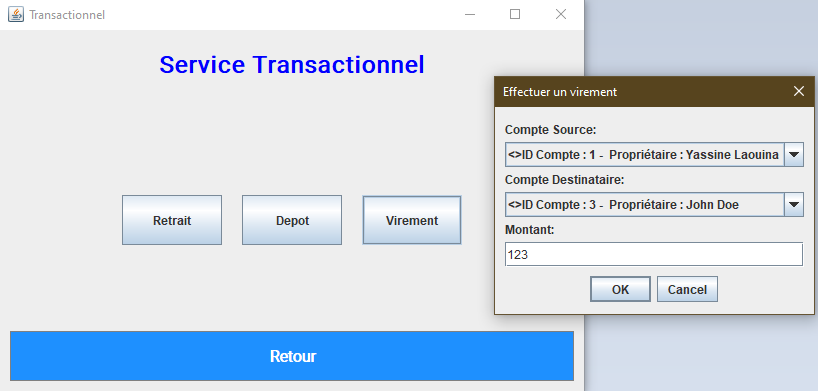 Transactionnel
Service Transactionnel
Retrait
Depot
Virement
Retour
Effectuer un virement
Compte Source:
<>ID Compte : 1 - Propriétaire : Yassine Laouina
Compte Destinataire:
<>ID Compte : 3 - Propriétaire : John Doe
Montant:
123
OK
Cancel